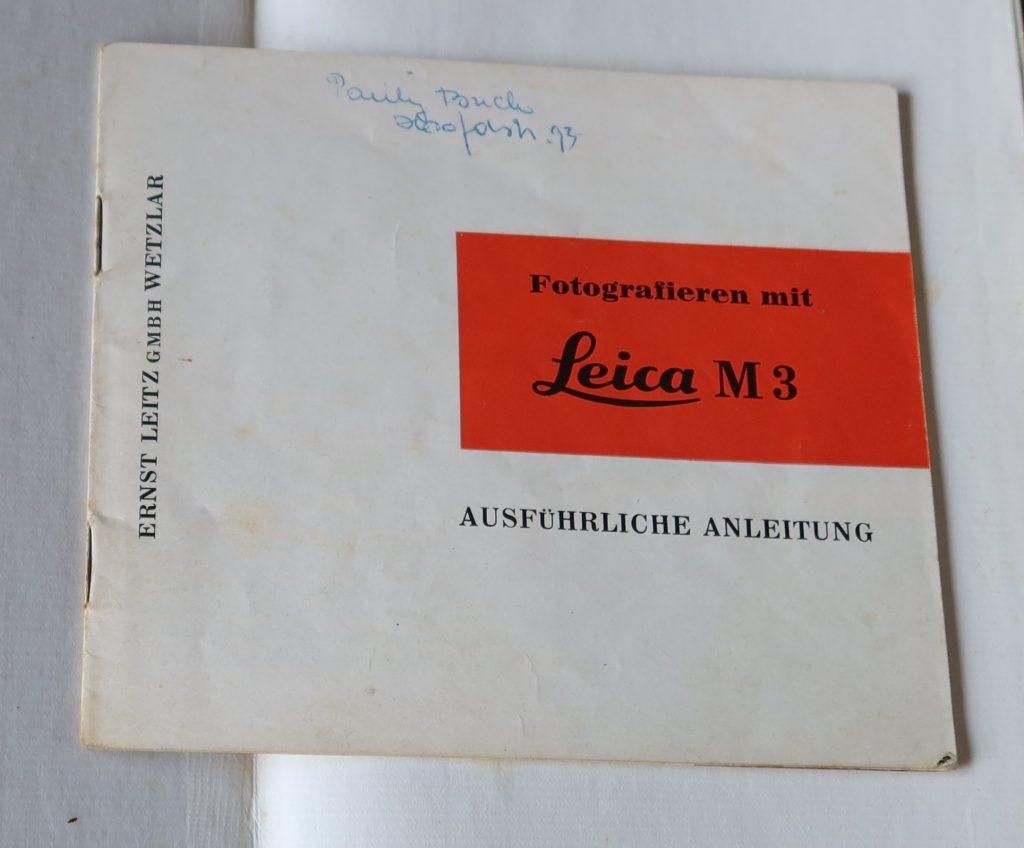 Fotografieren mit
Leica M3
AUSFÜHRLICHE ANLEITUNG
ERNST LEITZ GMBH WETZLAR